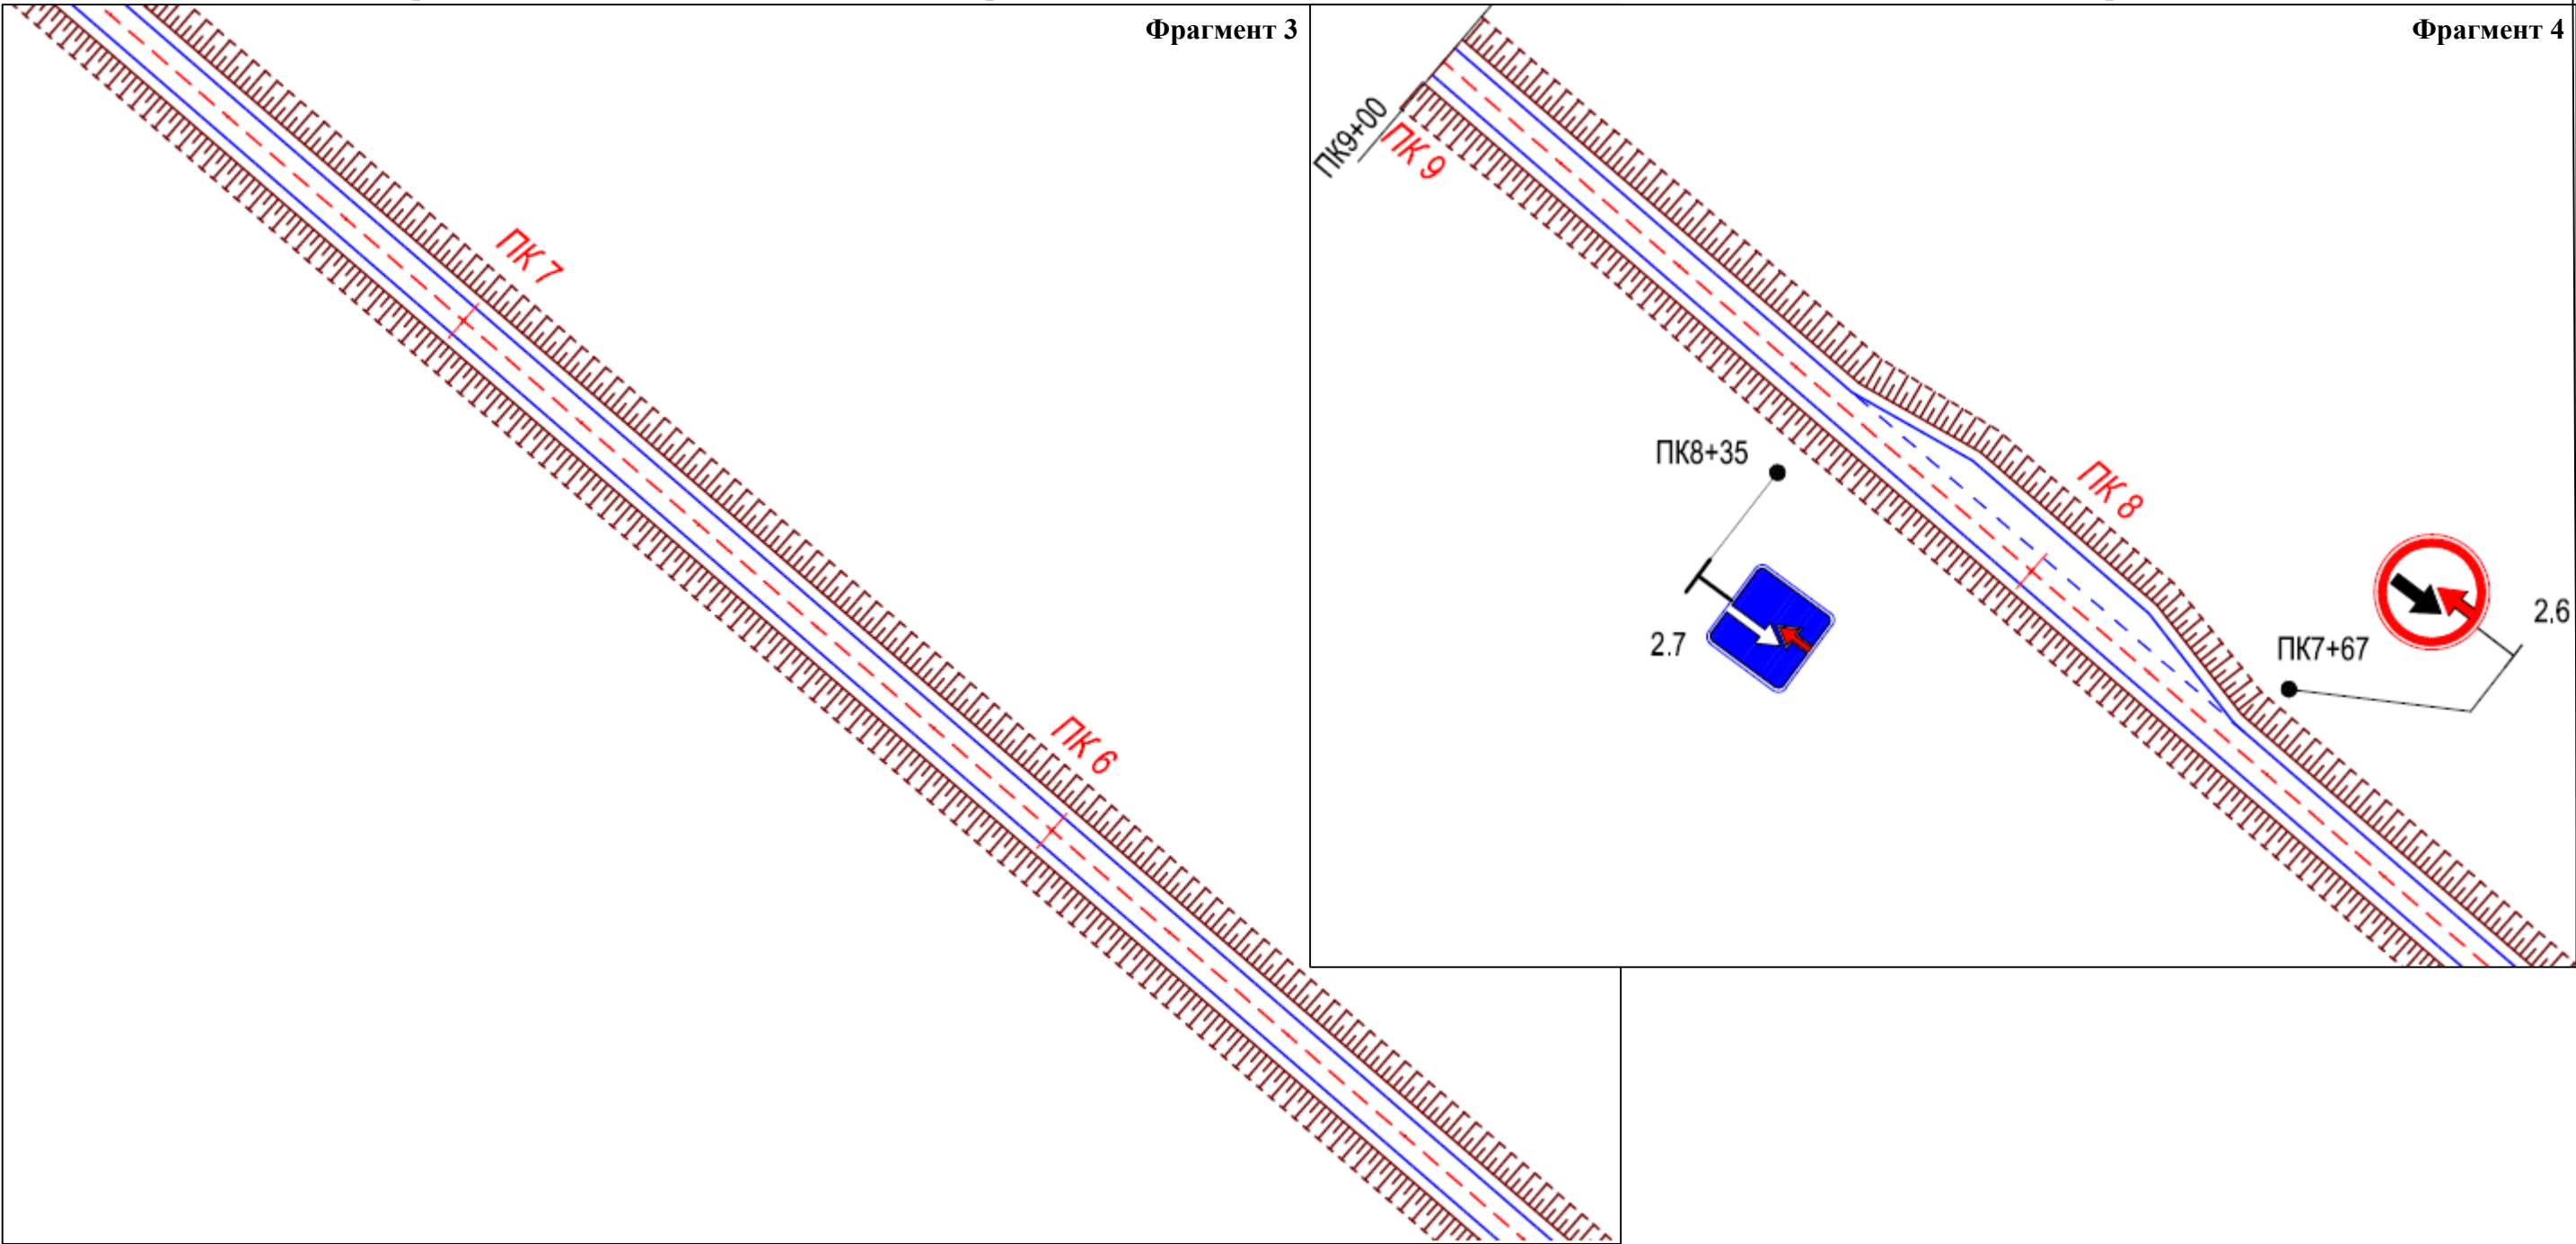 Фрагмент 3
ПК 7
ПК 6
Фрагмент 4
ПК9+00
ПК 9
ПК8+35
2.7
ПК 8
2.6
ПК7+67